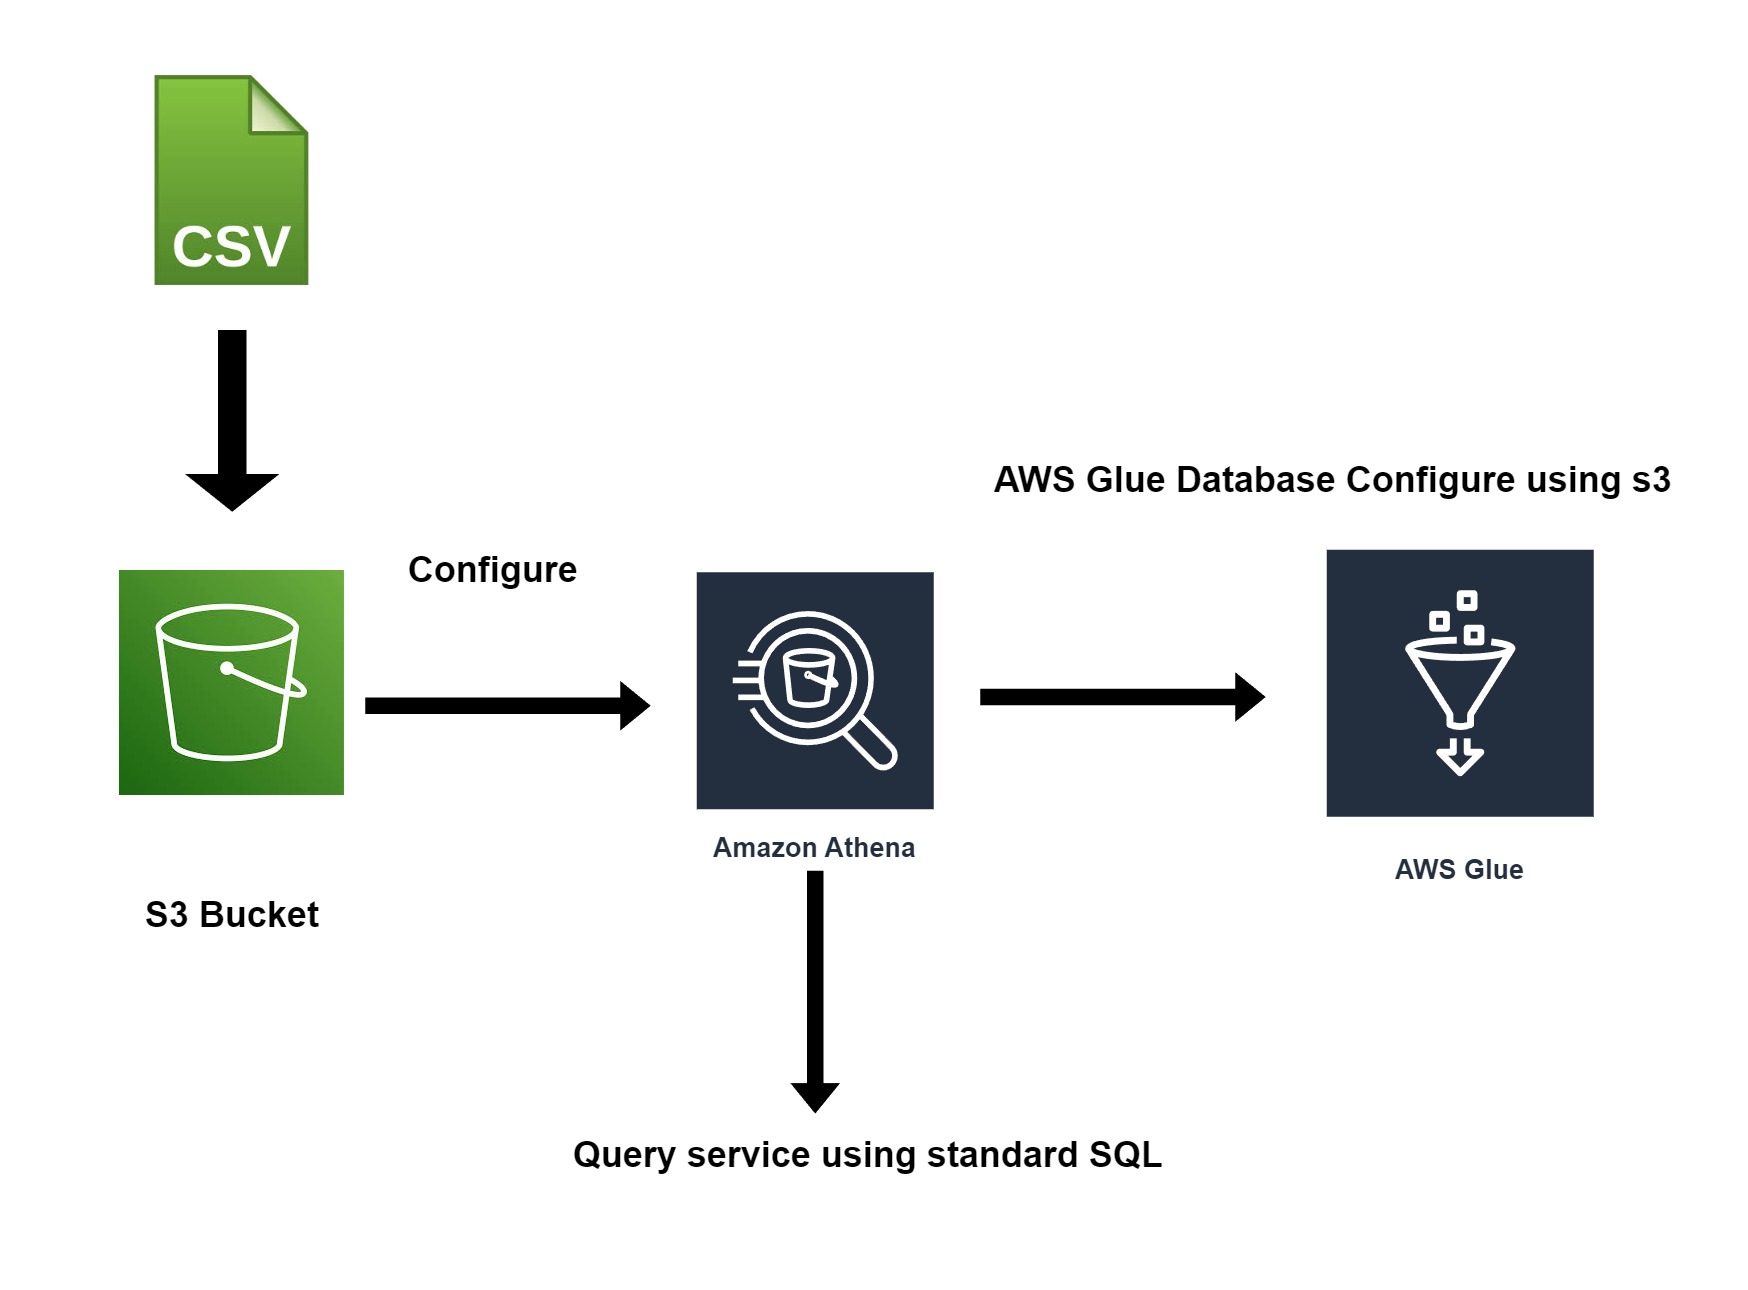 CSV
AWS Glue Database Configure using s3
Configure
Amazon Athena
AWS Glue
S3 Bucket
Query service using standard SQL